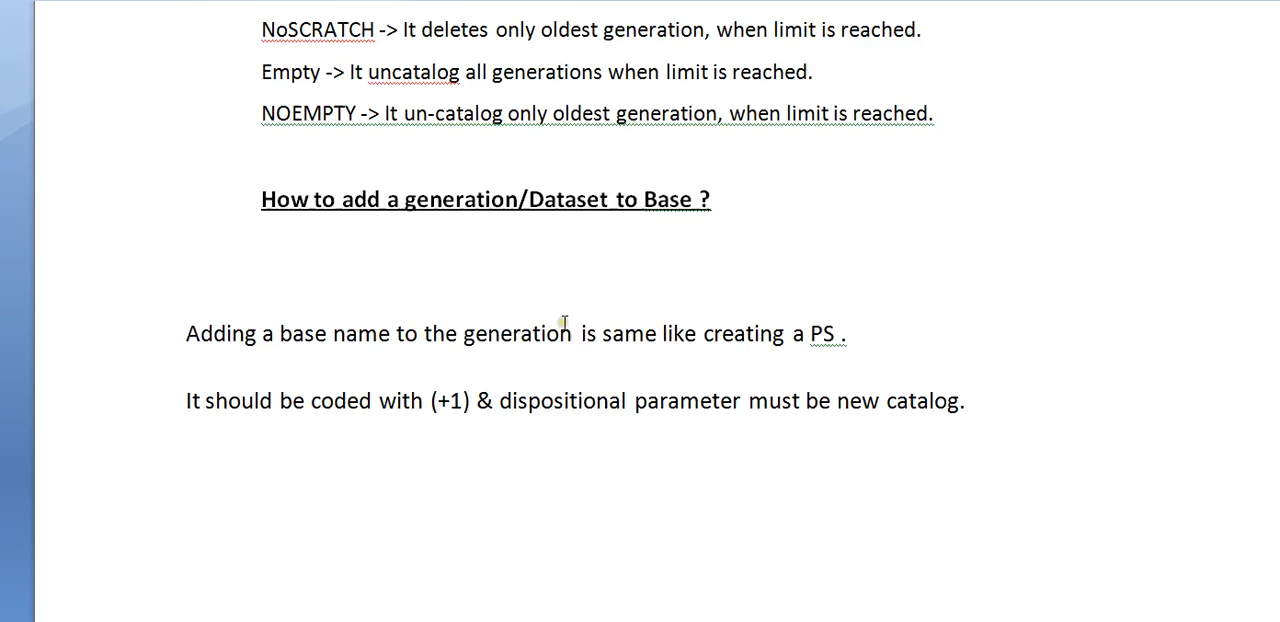 NoSCRATCH -> It deletes only oldest generation, when limit is reached.
Empty -> It uncatalog all generations when limit is reached.
NOEMPTY -> It un-catalog only oldest generation, when limit is reached.
How to add a generation/Dataset to Base ?
Adding a base name to the generation is same like creating a PS .
It should be coded with (+1) & dispositional parameter must be new catalog.